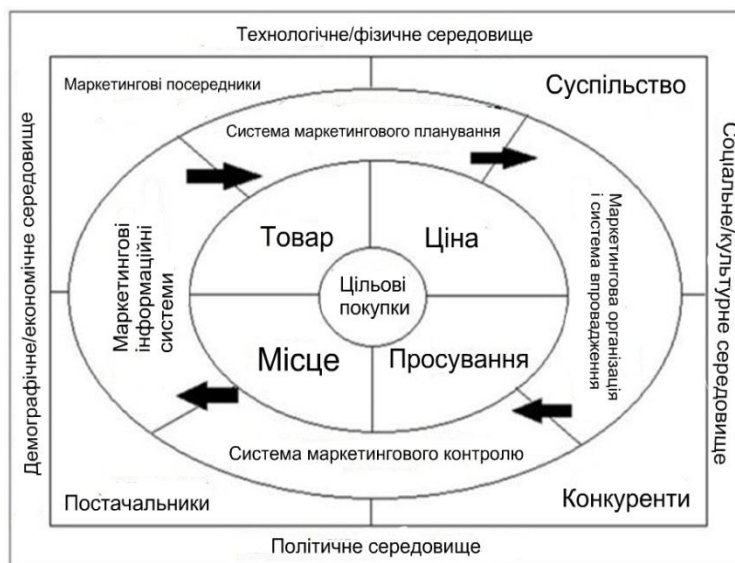 Технологічне/фізичне середовище
Маркетингові посередники
Суспільство
Система маркетингового планування
Демографічне/економічне середовище
Маркетингові
інформаційні
системи
Товар
Ціна
Цільові
покупки
Місце
Просування
Маркетингова організація
і система впровадження
Соціальне/культурне середовище
Система маркетингового контролю
Постачальники
Конкуренти
Політичне середовище